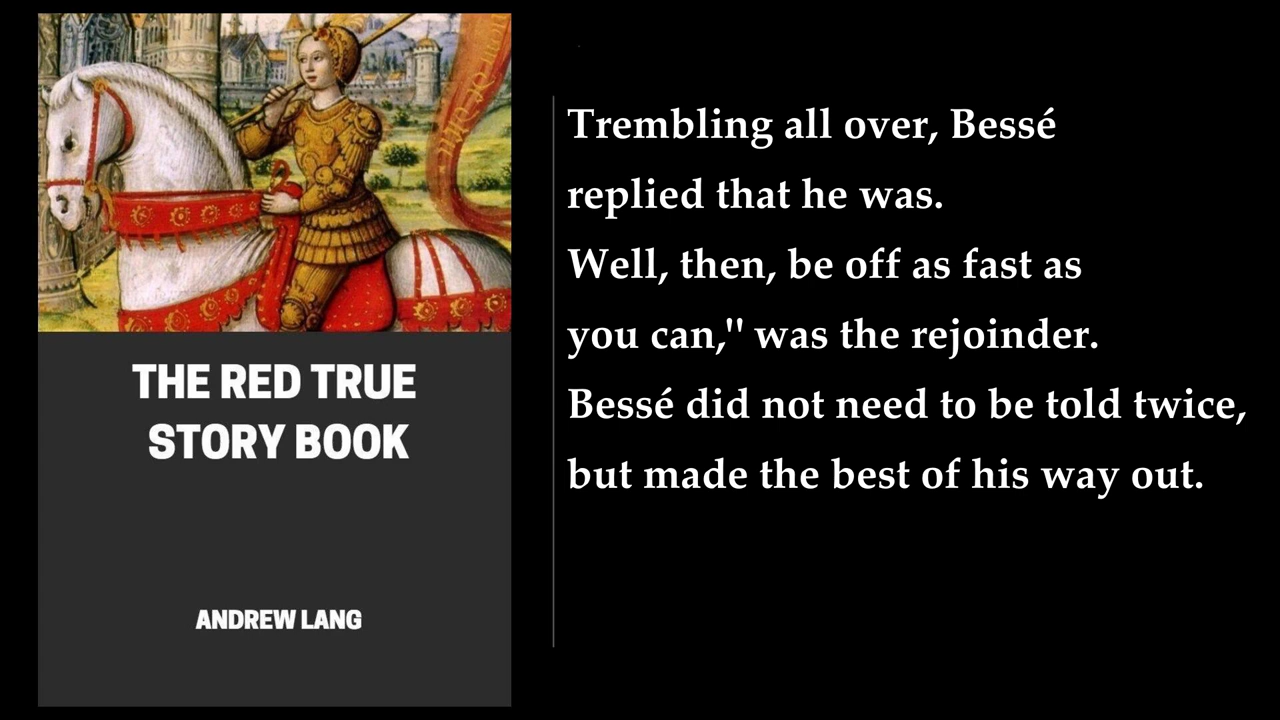 THE RED TRUE
STORY BOOK
ANDREW LANG
Trembling all over, Bessé
replied that he was.
Well, then, be off as fast as
you can,'' was the rejoinder.
Bessé did not need to be told twice,
but made the best of his way out.